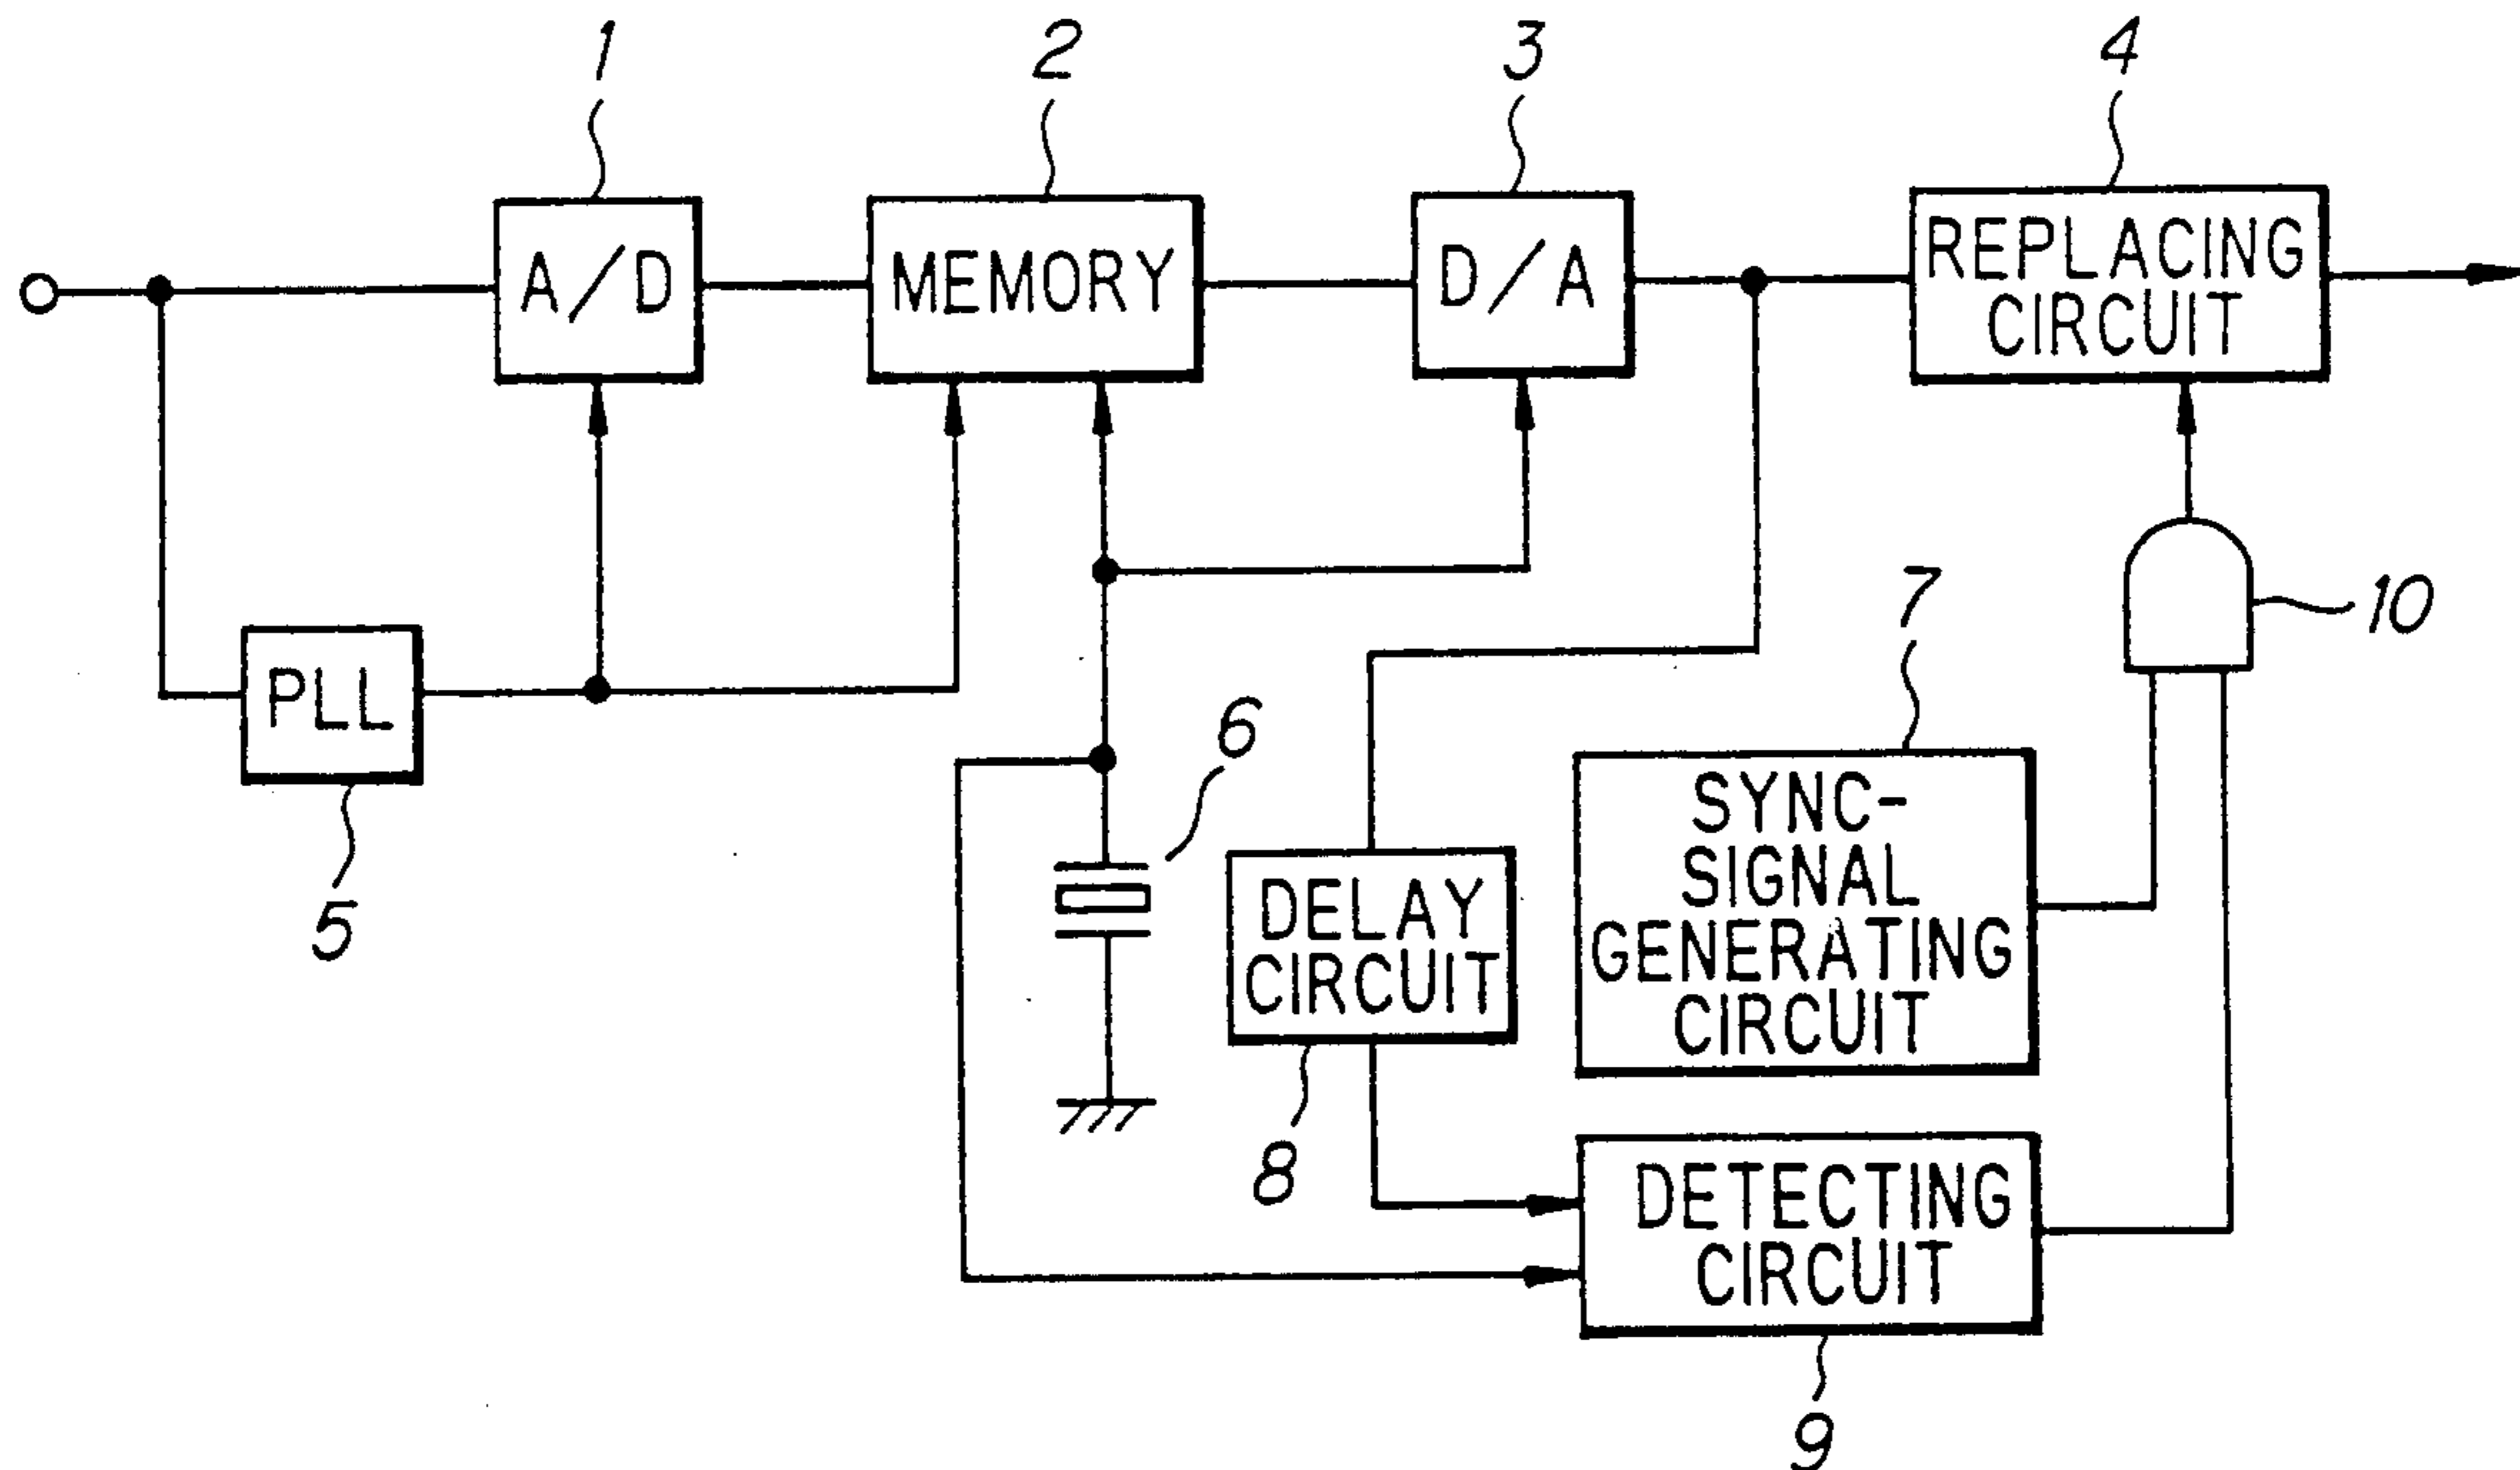 1
2
3
4
A/D
MEMORY
D/A
REPLACING
CIRCUIT
10
7
PLL
6
5
SYNC-
SIGNAL
GENERATING
CIRCUIT
DELAY
CIRCUIT
8
DETECTING
CIRCUIT
9